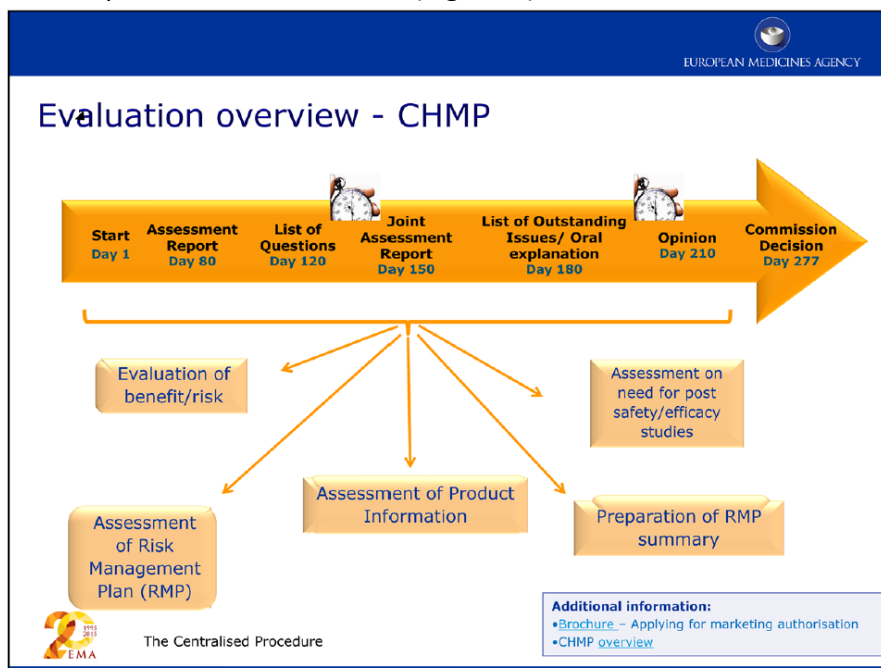 EUROPEAN MEDICINES AGENCY
Evaluation overview - CHMP
Start
Day 1
Assessment
Report
Day 80
List of
Questions
Day 120
Joint
Assessment
Report
Day 150
List of Outstanding
Issues/ Oral
explanation
Day 180
Opinion
Day 210
Commission
Decision
Day 277
Evaluation of
benefit/risk
Assessment on
need for post
safety/efficacy
studies
Assessment of Product
Information
Assessment
of Risk
Management
Plan (RMP)
Preparation of RMP
summary
1995
2015
EMA
The Centralised Procedure
Additional information:
•Brochure – Applying for marketing authorisation
•CHMP overview